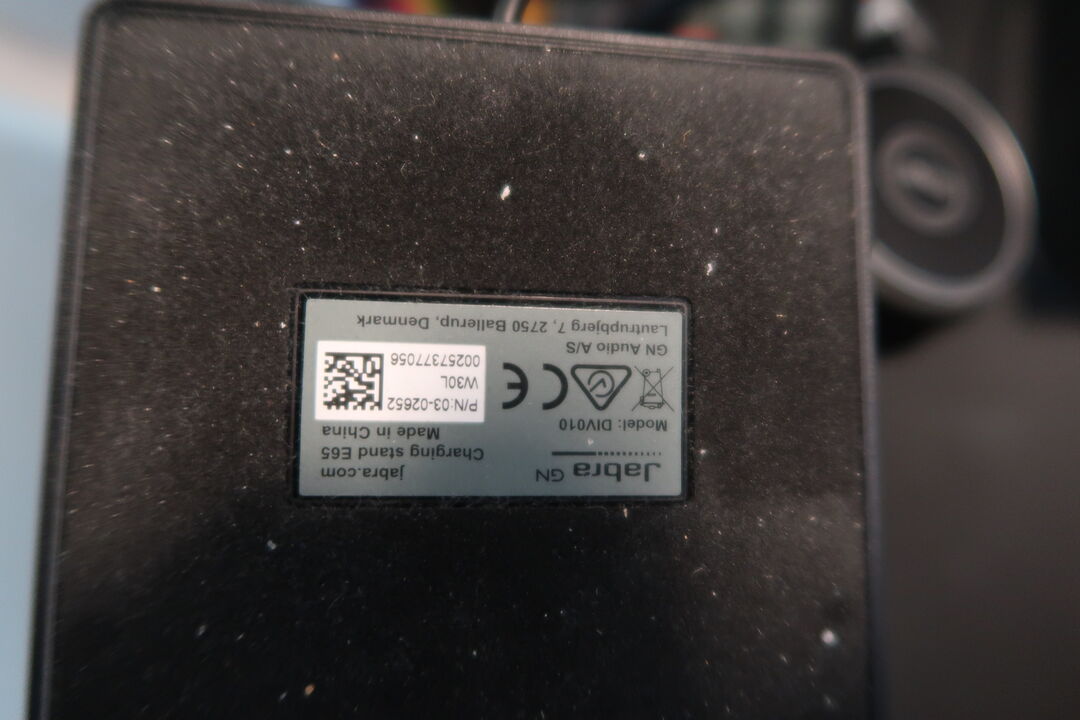 Jabra GN
Model: DIV010
GN Audio A/S
Lautrupbjerg 7, 2750 Ballerup, Denmark
jabra.com
Charging stand E65
Made in China
P/N:03-02652
W30L
00257377056